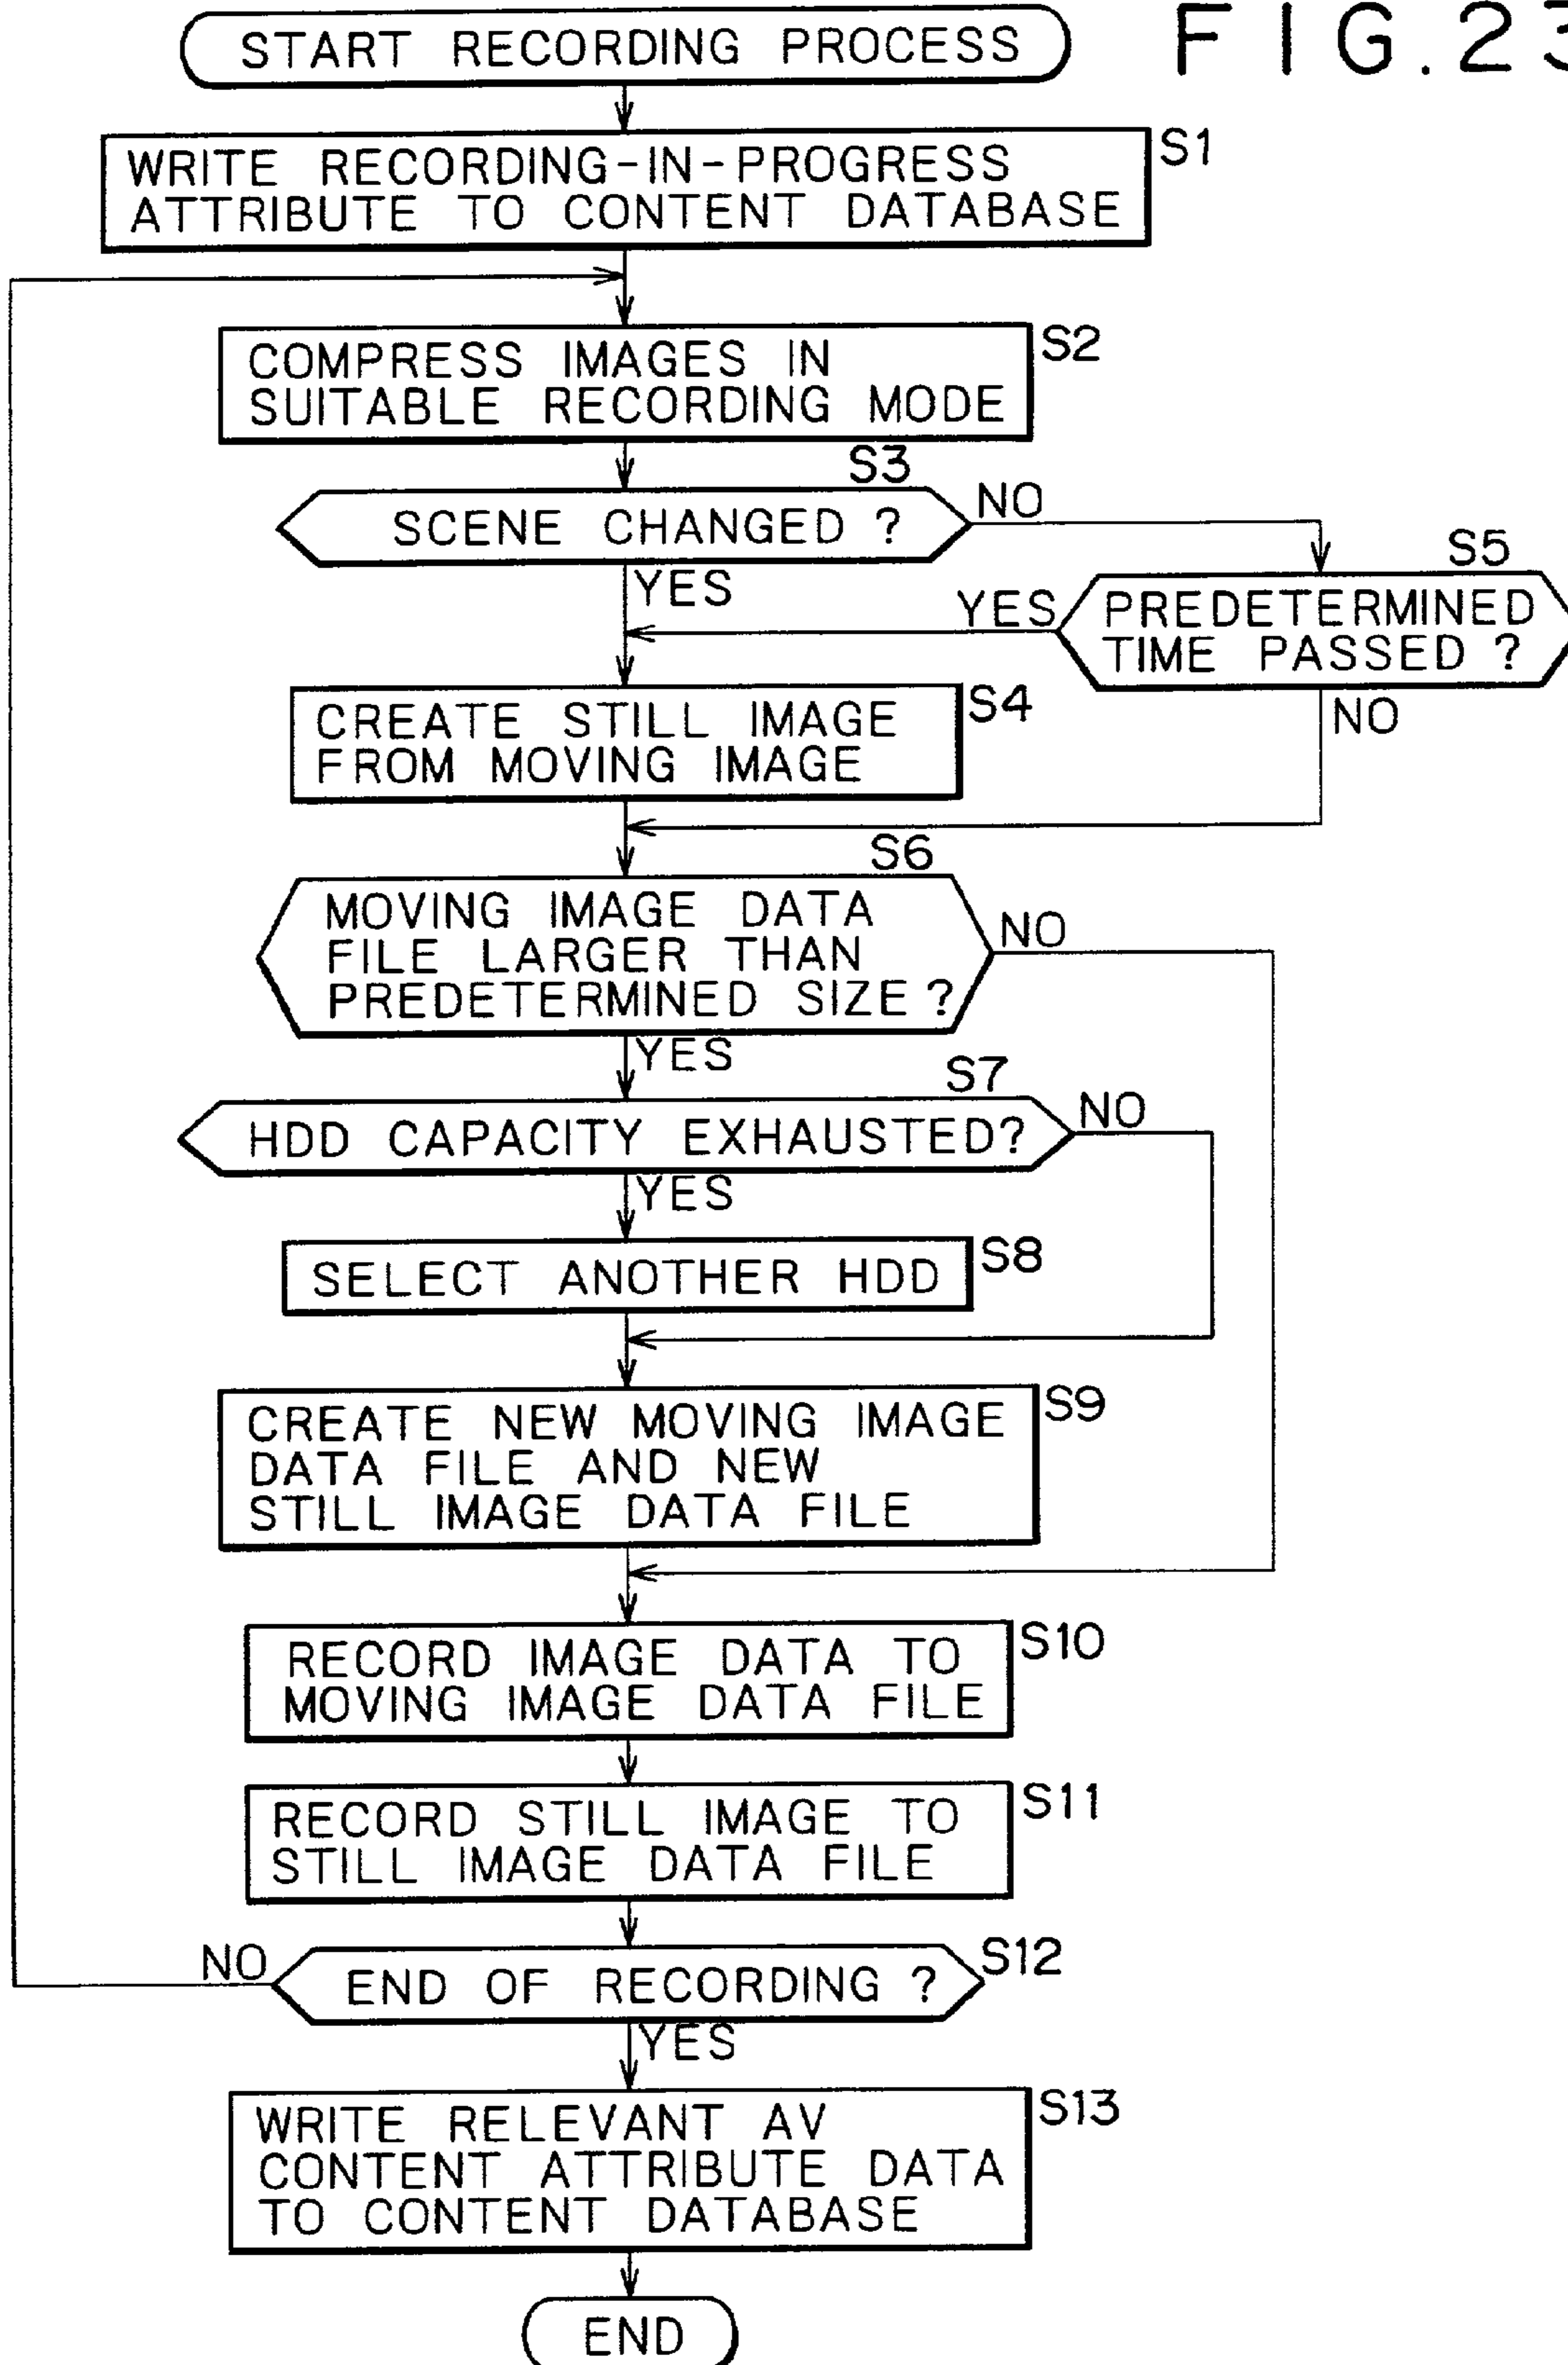 START RECORDING PROCESS
FIG.23
WRITE RECORDING-IN-PROGRESS
ATTRIBUTE TO CONTENT DATABASE
S1
COMPRESS IMAGES IN
SUITABLE RECORDING MODE
S2
S3
SCENE CHANGED ?
NO
YES
S5
YES
PREDETERMINED
TIME PASSED ?
NO
CREATE STILL IMAGE
FROM MOVING IMAGE
S4
S6
MOVING IMAGE DATA
FILE LARGER THAN
PREDETERMINED SIZE ?
NO
YES
S7
HDD CAPACITY EXHAUSTED?
NO
YES
SELECT ANOTHER HDD
S8
CREATE NEW MOVING IMAGE
DATA FILE AND NEW
STILL IMAGE DATA FILE
S9
RECORD IMAGE DATA TO
MOVING IMAGE DATA FILE
S10
RECORD STILL IMAGE TO
STILL IMAGE DATA FILE
S11
NO
END OF RECORDING ?
S12
YES
WRITE RELEVANT AV
CONTENT ATTRIBUTE DATA
TO CONTENT DATABASE
S13
END